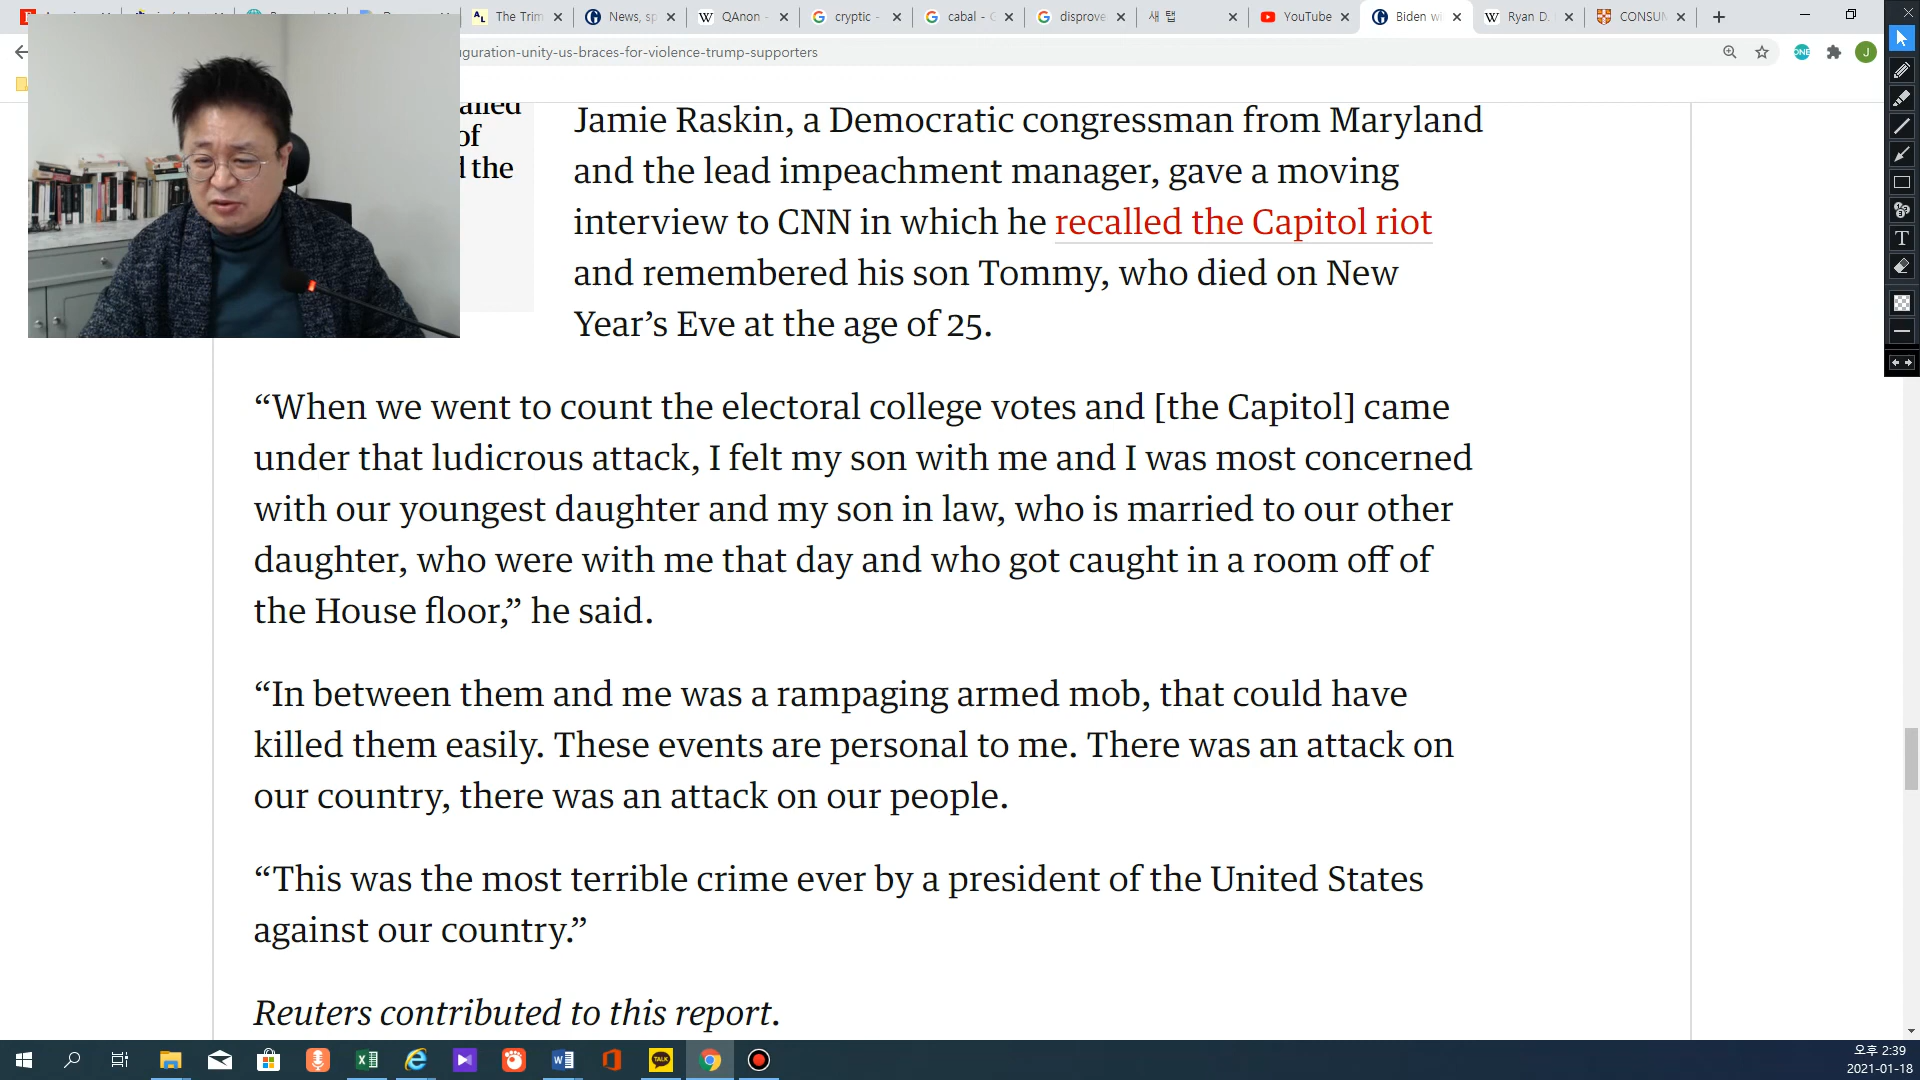 The Trim
News, sp
QAnon -
cryptic -
cabal - G
disprove
새 탭
YouTube
Biden w
Ryan D.
CONSUM
guration-unity-us-braces-for-violence-trump-supporters
J
of
the
Jamie Raskin, a Democratic congressman from Maryland
and the lead impeachment manager, gave a moving
interview to CNN in which he recalled the Capitol riot
and remembered his son Tommy, who died on New
Year’s Eve at the age of 25.
“When we went to count the electoral college votes and [the Capitol] came
under that ludicrous attack, I felt my son with me and I was most concerned
with our youngest daughter and my son in law, who is married to our other
daughter, who were with me that day and who got caught in a room off of
the House floor,” he said.
“In between them and me was a rampaging armed mob, that could have
killed them easily. These events are personal to me. There was an attack on
our country, there was an attack on our people.
“This was the most terrible crime ever by a president of the United States
against our country.”
Reuters contributed to this report.
TALK
오후 2:39
2021-01-18